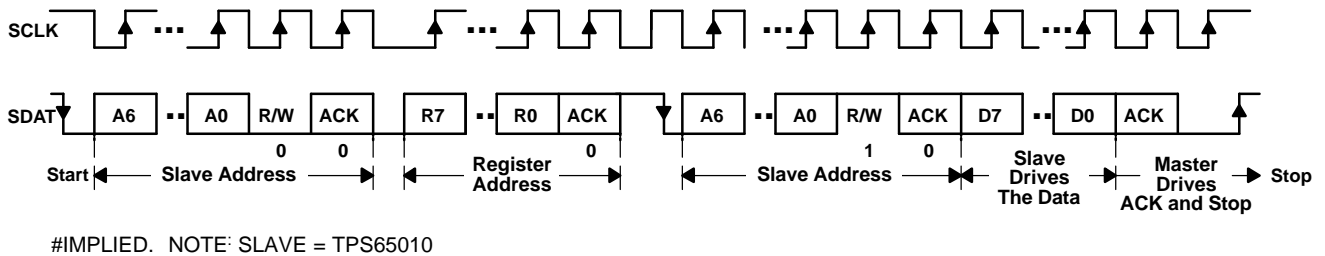 SCLK
SDAT
A6 A0 R/W ACK R7 R0 ACK A6 A0 R/W ACK D7 D0 ACK
0 0 0 1 0
Start Slave Address Register Address Slave Address Slave Drives The Data Master Drives ACK and Stop Stop
#IMPLIED. NOTE: SLAVE = TPS65010